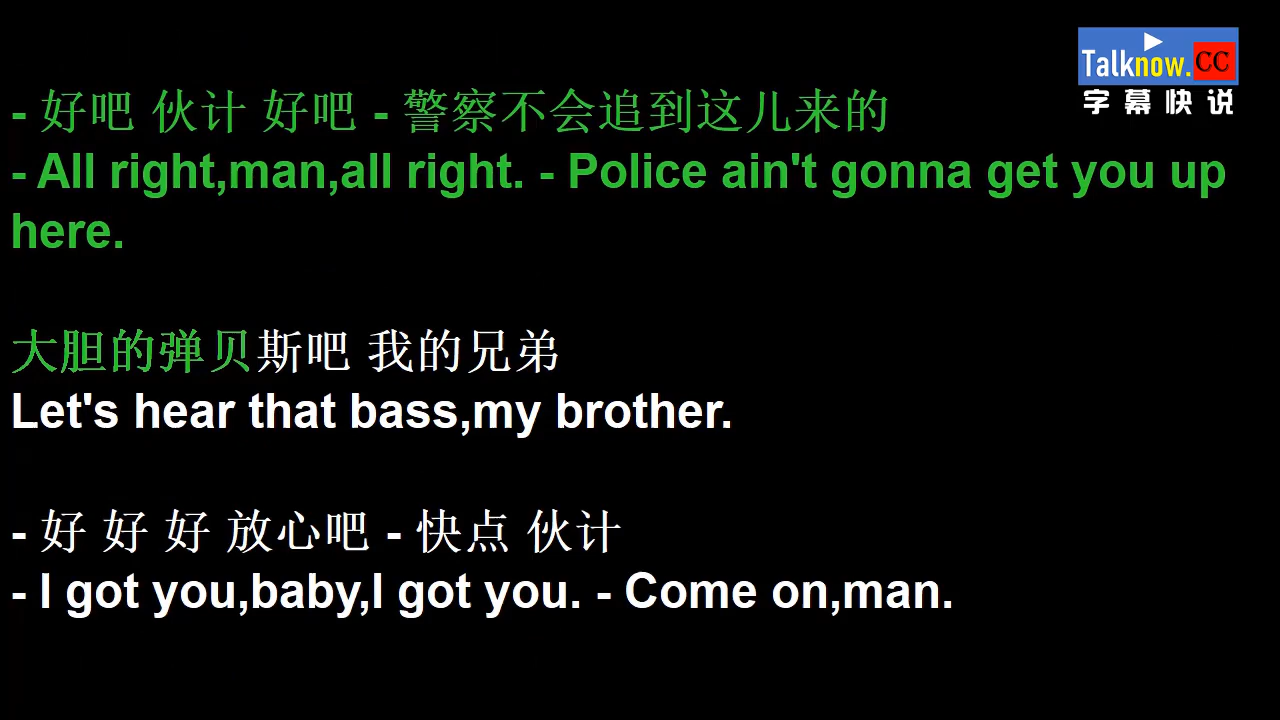 Talknow.CC
字幕快说
- 好吧 伙计 好吧 - 警察不会追到这儿来的
- All right,man,all right. - Police ain't gonna get you up
here.
大胆的弹贝斯吧 我的兄弟
Let's hear that bass,my brother.
- 好 好 好 放心吧 - 快点 伙计
- I got you,baby,I got you. - Come on,man.